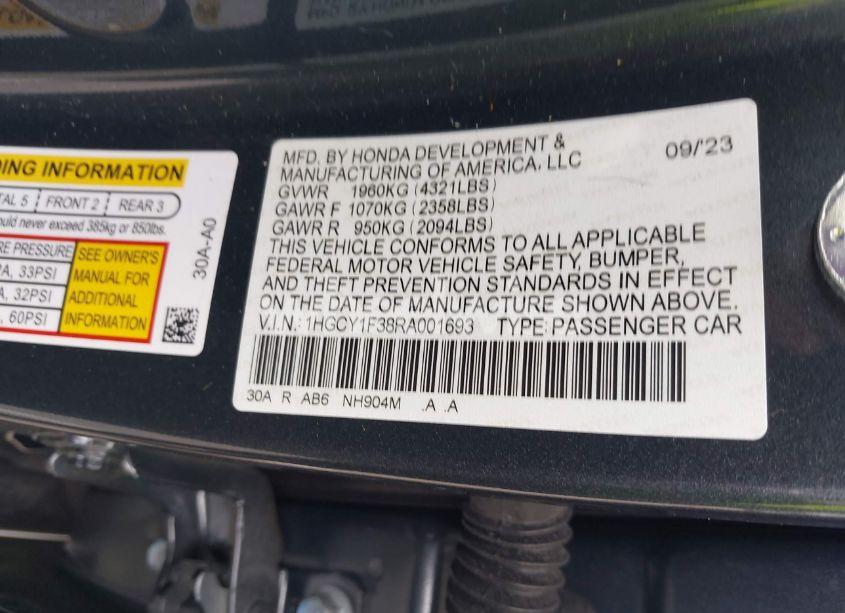 DING INFORMATION
TAL 5 FRONT 2 REAR 3
should never exceed 385kg or 850lbs.
PRESSURE
33PSI
32PSI
60PSI
SEE OWNER'S
MANUAL FOR
ADDITIONAL
INFORMATION
30A-A0
MFD. BY HONDA DEVELOPMENT & 09/23
MANUFACTURING OF AMERICA, LLC
GVWR 1960KG (4321LBS)
GAWR F 1070KG (2358LBS)
GAWR R 950KG (2094LBS)
THIS VEHICLE CONFORMS TO ALL APPLICABLE
FEDERAL MOTOR VEHICLE SAFETY, BUMPER,
AND THEFT PREVENTION STANDARDS IN EFFECT
ON THE DATE OF MANUFACTURE SHOWN ABOVE.
V.I.N.: 1HGCY1F38RA001693 TYPE: PASSENGER CAR
30A R AB6 NH904M .A .A